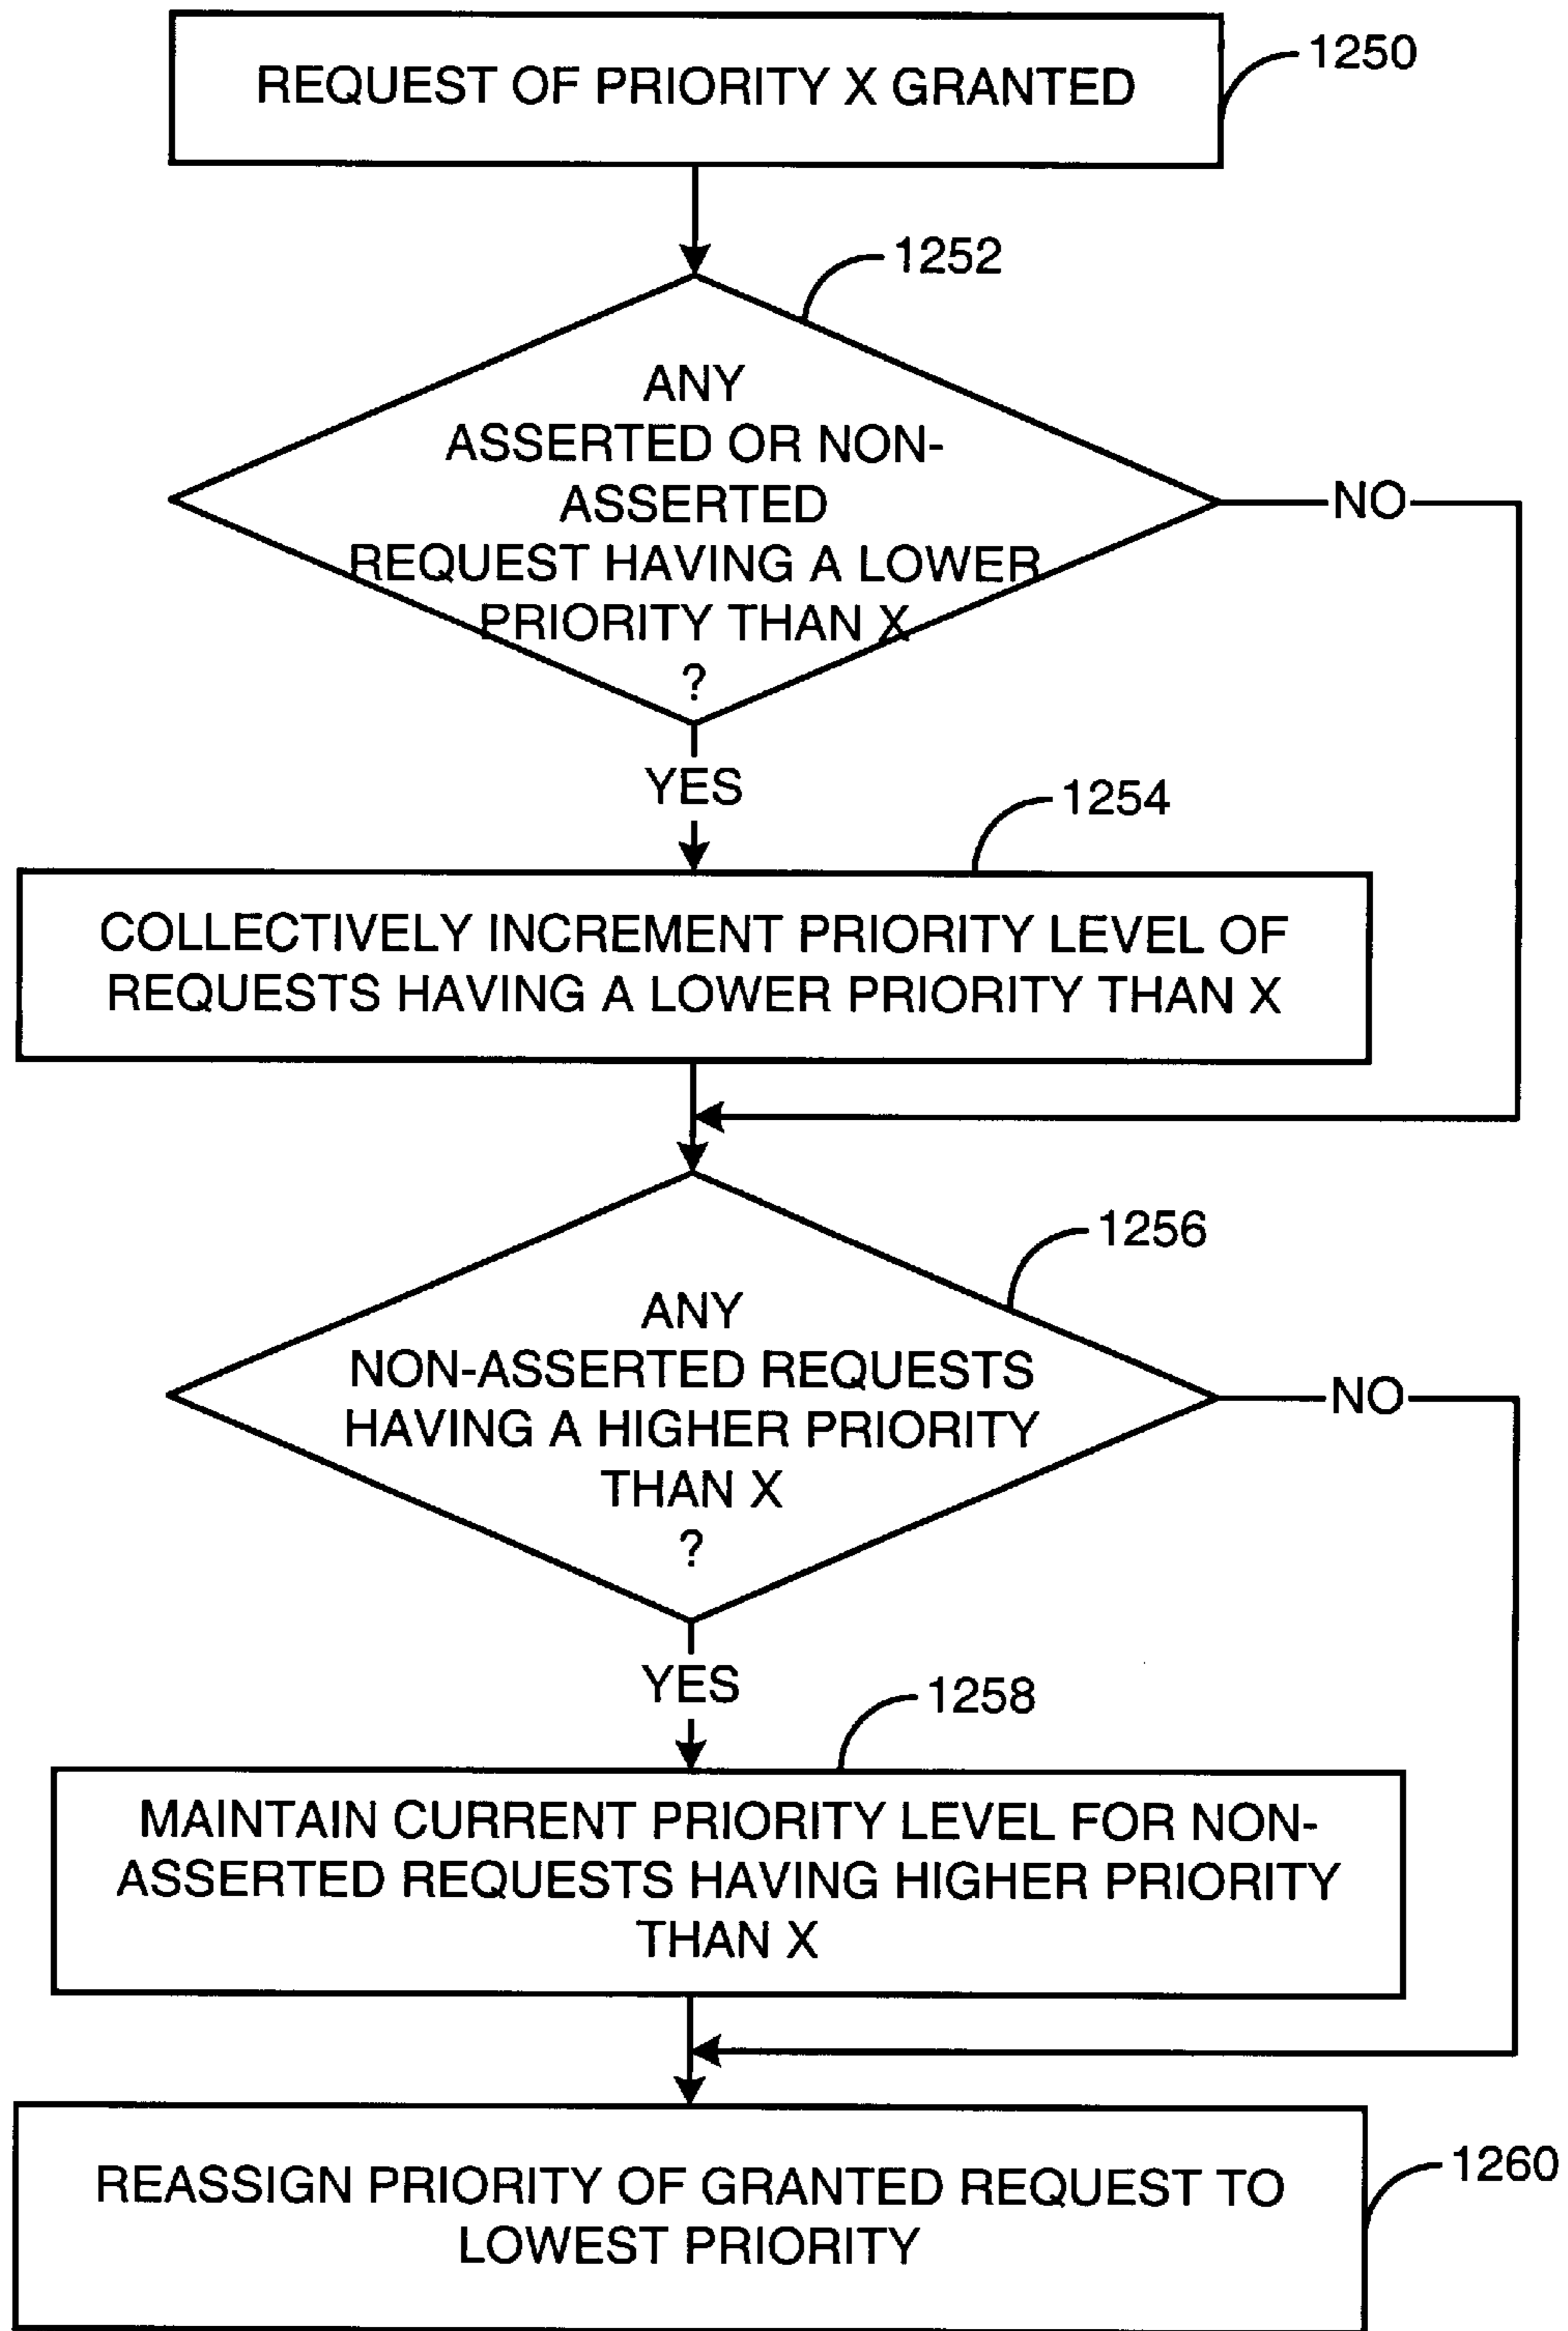 REQUEST OF PRIORITY X GRANTED
1250
1252
ANY
ASSERTED OR NON-
ASSERTED
REQUEST HAVING A LOWER
PRIORITY THAN X
?
NO
YES
1254
COLLECTIVELY INCREMENT PRIORITY LEVEL OF
REQUESTS HAVING A LOWER PRIORITY THAN X
1256
ANY
NON-ASSERTED REQUESTS
HAVING A HIGHER PRIORITY
THAN X
?
NO
YES
1258
MAINTAIN CURRENT PRIORITY LEVEL FOR NON-
ASSERTED REQUESTS HAVING HIGHER PRIORITY
THAN X
1260
REASSIGN PRIORITY OF GRANTED REQUEST TO
LOWEST PRIORITY